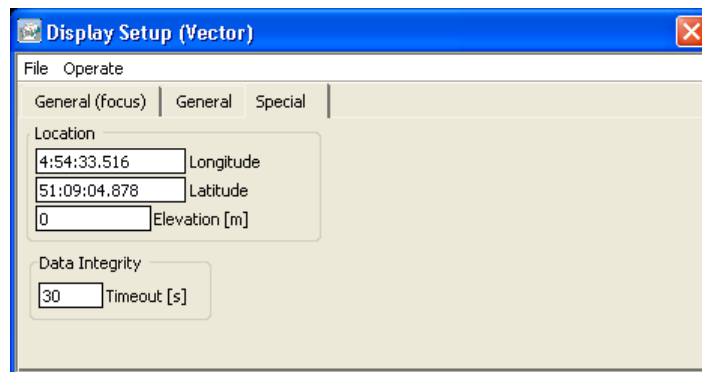 Display Setup (Vector)
File Operate
General (focus) General Special
Location
4:54:33.516 Longitude
51:09:04.878 Latitude
0 Elevation [m]
Data Integrity
30 Timeout [s]